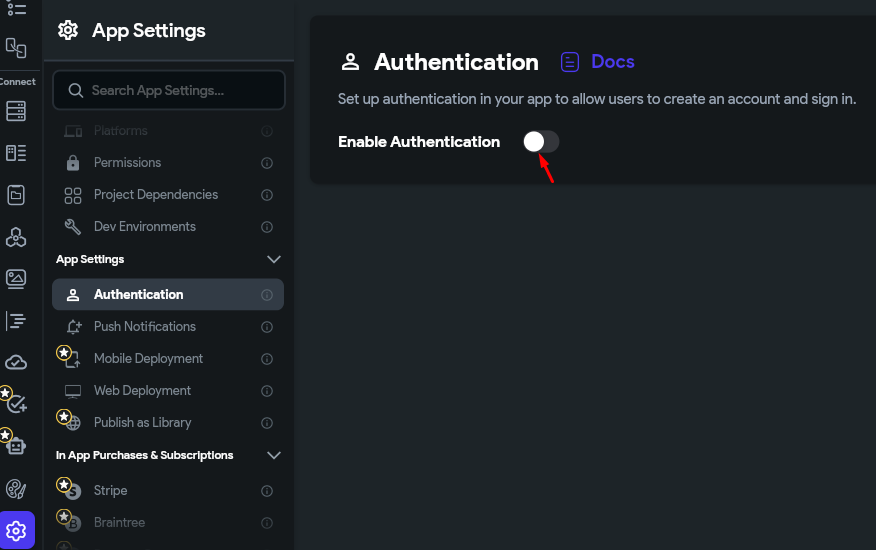 App Settings
Authentication
Docs
Set up authentication in your app to allow users to create an account and sign in.
Enable Authentication
Connect
Search App Settings...
Platforms
Permissions
Project Dependencies
Dev Environments
App Settings
Authentication
Push Notifications
Mobile Deployment
Web Deployment
Publish as Library
In App Purchases & Subscriptions
S
Stripe
B
Braintree